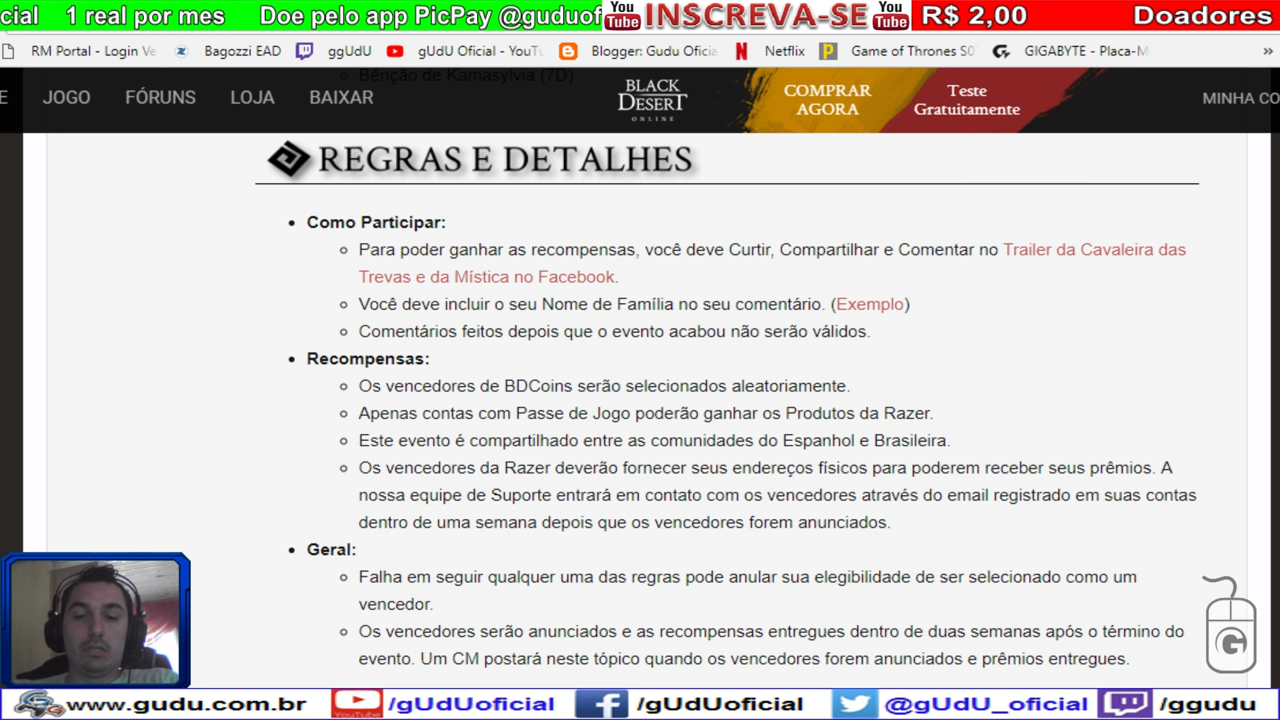 cial 1 real por mes Doe pelo app PicPay @guduof You Tube INSCREVA-SE You Tube R$ 2,00 Doadores
RM Portal - Login Ve Bagozzi EAD ggUdU gUdU Oficial - YouTu Blogger: Gudu Oficia Netflix Game of Thrones S0 GIGABYTE - Placa-M »
Bênção de Kamasylvia (7D)
E JOGO FÓRUNS LOJA BAIXAR BLACK DESERT ONLINE COMPRAR AGORA Teste Gratuitamente MINHA CO
REGRAS E DETALHES
Como Participar:
Para poder ganhar as recompensas, você deve Curtir, Compartilhar e Comentar no Trailer da Cavaleira das
Trevas e da Mística no Facebook.
Você deve incluir o seu Nome de Família no seu comentário. (Exemplo)
Comentários feitos depois que o evento acabou não serão válidos.
Recompensas:
Os vencedores de BDCoins serão selecionados aleatoriamente.
Apenas contas com Passe de Jogo poderão ganhar os Produtos da Razer.
Este evento é compartilhado entre as comunidades do Espanhol e Brasileira.
Os vencedores da Razer deverão fornecer seus endereços físicos para poderem receber seus prêmios. A
nossa equipe de Suporte entrará em contato com os vencedores através do email registrado em suas contas
dentro de uma semana depois que os vencedores forem anunciados.
Geral:
Falha em seguir qualquer uma das regras pode anular sua elegibilidade de ser selecionado como um
vencedor.
Os vencedores serão anunciados e as recompensas entregues dentro de duas semanas após o término do
evento. Um CM postará neste tópico quando os vencedores forem anunciados e prêmios entregues.
G
www.gudu.com.br YouTube /gUdUoficial /gUdUoficial @gUdU_oficial /ggudu